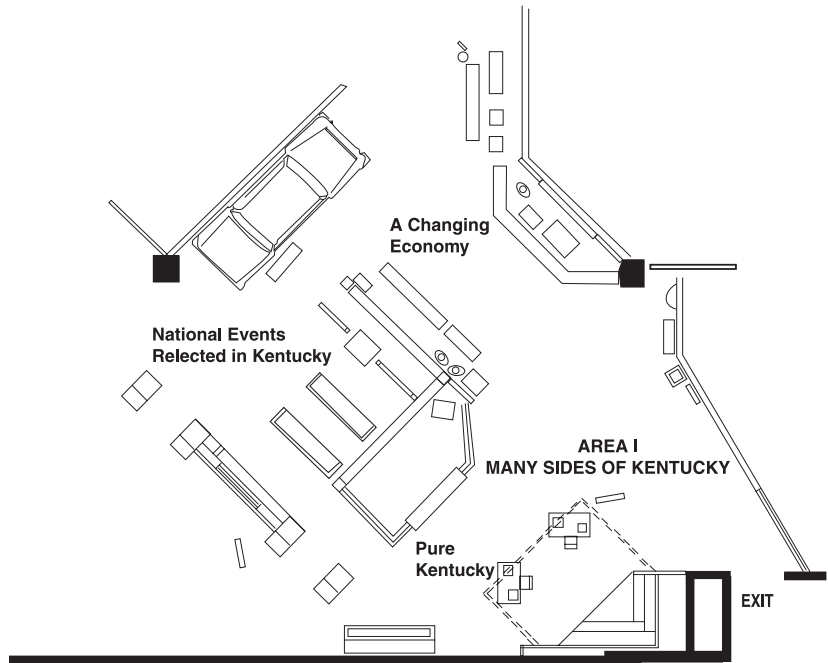 A Changing
Economy
National Events
Relected in Kentucky
AREA I
MANY SIDES OF KENTUCKY
Pure
Kentucky
EXIT